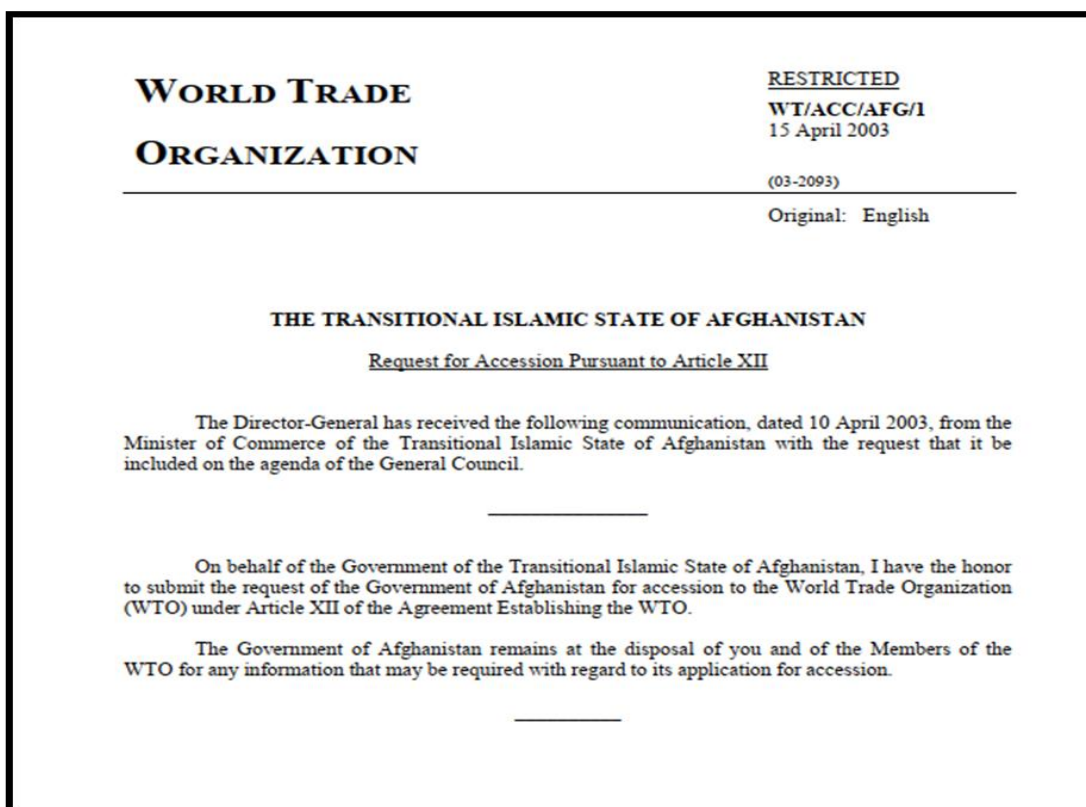 WORLD TRADE
ORGANIZATION
RESTRICTED
WT/ACC/AFG/1
15 April 2003
(03-2093)
Original: English
THE TRANSITIONAL ISLAMIC STATE OF AFGHANISTAN
Request for Accession Pursuant to Article XII
The Director-General has received the following communication, dated 10 April 2003, from the
Minister of Commerce of the Transitional Islamic State of Afghanistan with the request that it be
included on the agenda of the General Council.
On behalf of the Government of the Transitional Islamic State of Afghanistan, I have the honor
to submit the request of the Government of Afghanistan for accession to the World Trade Organization
(WTO) under Article XII of the Agreement Establishing the WTO.
The Government of Afghanistan remains at the disposal of you and of the Members of the
WTO for any information that may be required with regard to its application for accession.